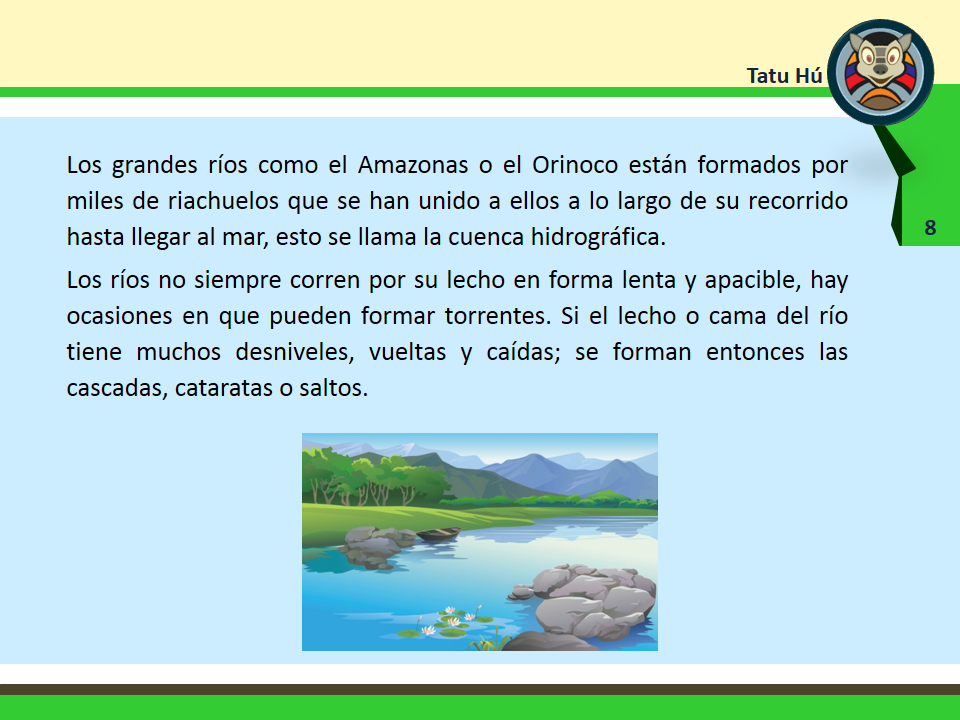 Tatu Hú
Los grandes ríos como el Amazonas o el Orinoco están formados por
miles de riachuelos que se han unido a ellos a lo largo de su recorrido
hasta llegar al mar, esto se llama la cuenca hidrográfica.
Los ríos no siempre corren por su lecho en forma lenta y apacible, hay
ocasiones en que pueden formar torrentes. Si el lecho o cama del río
tiene muchos desniveles, vueltas y caídas; se forman entonces las
cascadas, cataratas o saltos.
8